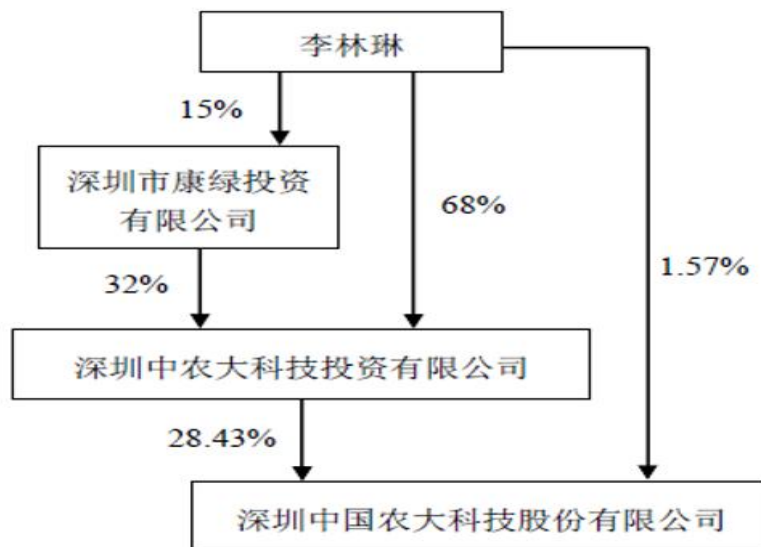 李林琳
15%
深圳市康绿投资
有限公司
68%
1.57%
32%
深圳中农大科技投资有限公司
28.43%
深圳中国农大科技股份有限公司